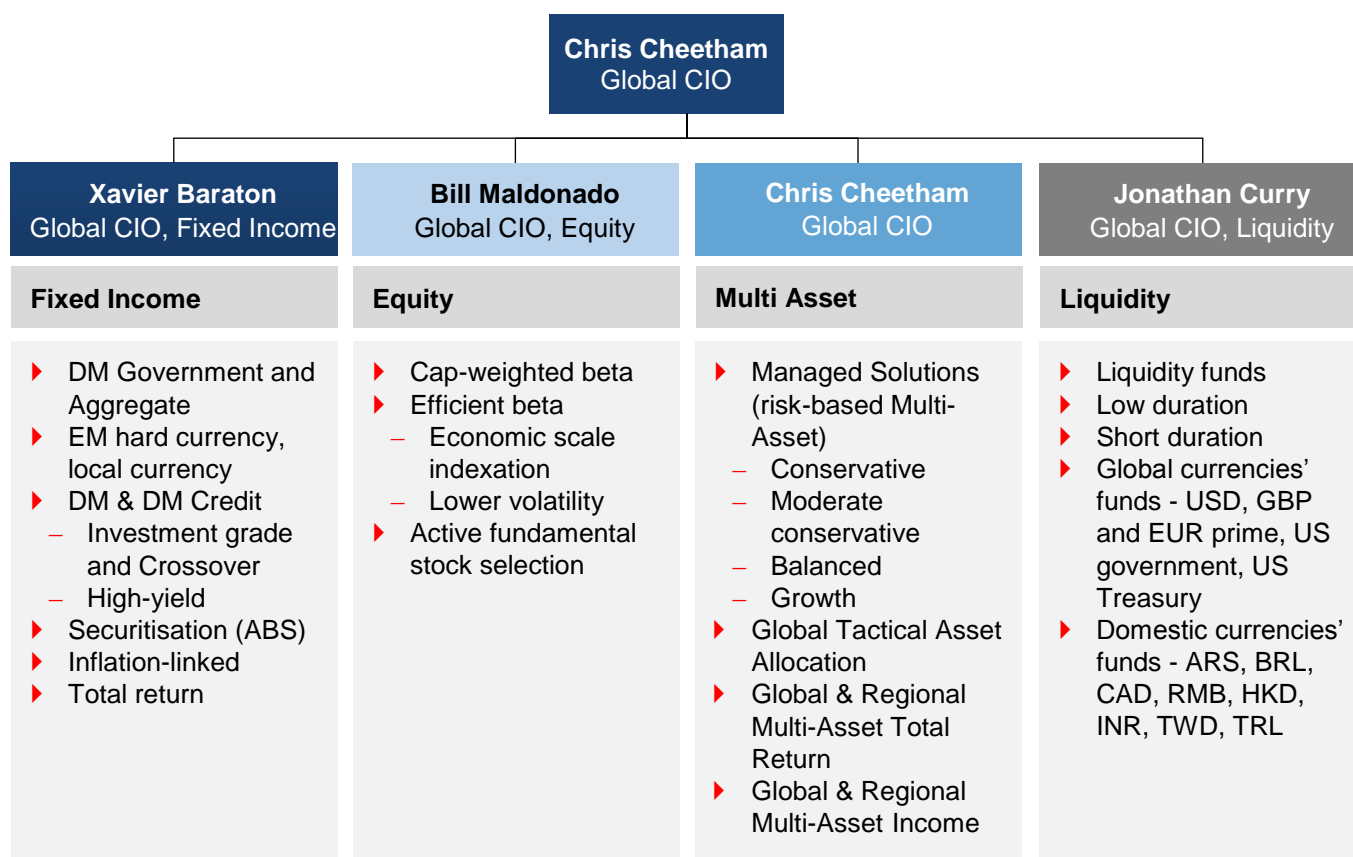 Chris Cheetham
Global CIO
Xavier Baraton
Global CIO, Fixed Income
Bill Maldonado
Global CIO, Equity
Chris Cheetham
Global CIO
Jonathan Curry
Global CIO, Liquidity
Fixed Income
DM Government and
Aggregate
EM hard currency,
local currency
DM & DM Credit
– Investment grade
and Crossover
– High-yield
Securitisation (ABS)
Inflation-linked
Total return
Equity
Cap-weighted beta
Efficient beta
– Economic scale
indexation
– Lower volatility
Active fundamental
stock selection
Multi Asset
Managed Solutions
(risk-based Multi-
Asset)
– Conservative
– Moderate
conservative
– Balanced
– Growth
Global Tactical Asset
Allocation
Global & Regional
Multi-Asset Total
Return
Global & Regional
Multi-Asset Income
Liquidity
Liquidity funds
Low duration
Short duration
Global currencies’
funds - USD, GBP
and EUR prime, US
government, US
Treasury
Domestic currencies’
funds - ARS, BRL,
CAD, RMB, HKD,
INR, TWD, TRL